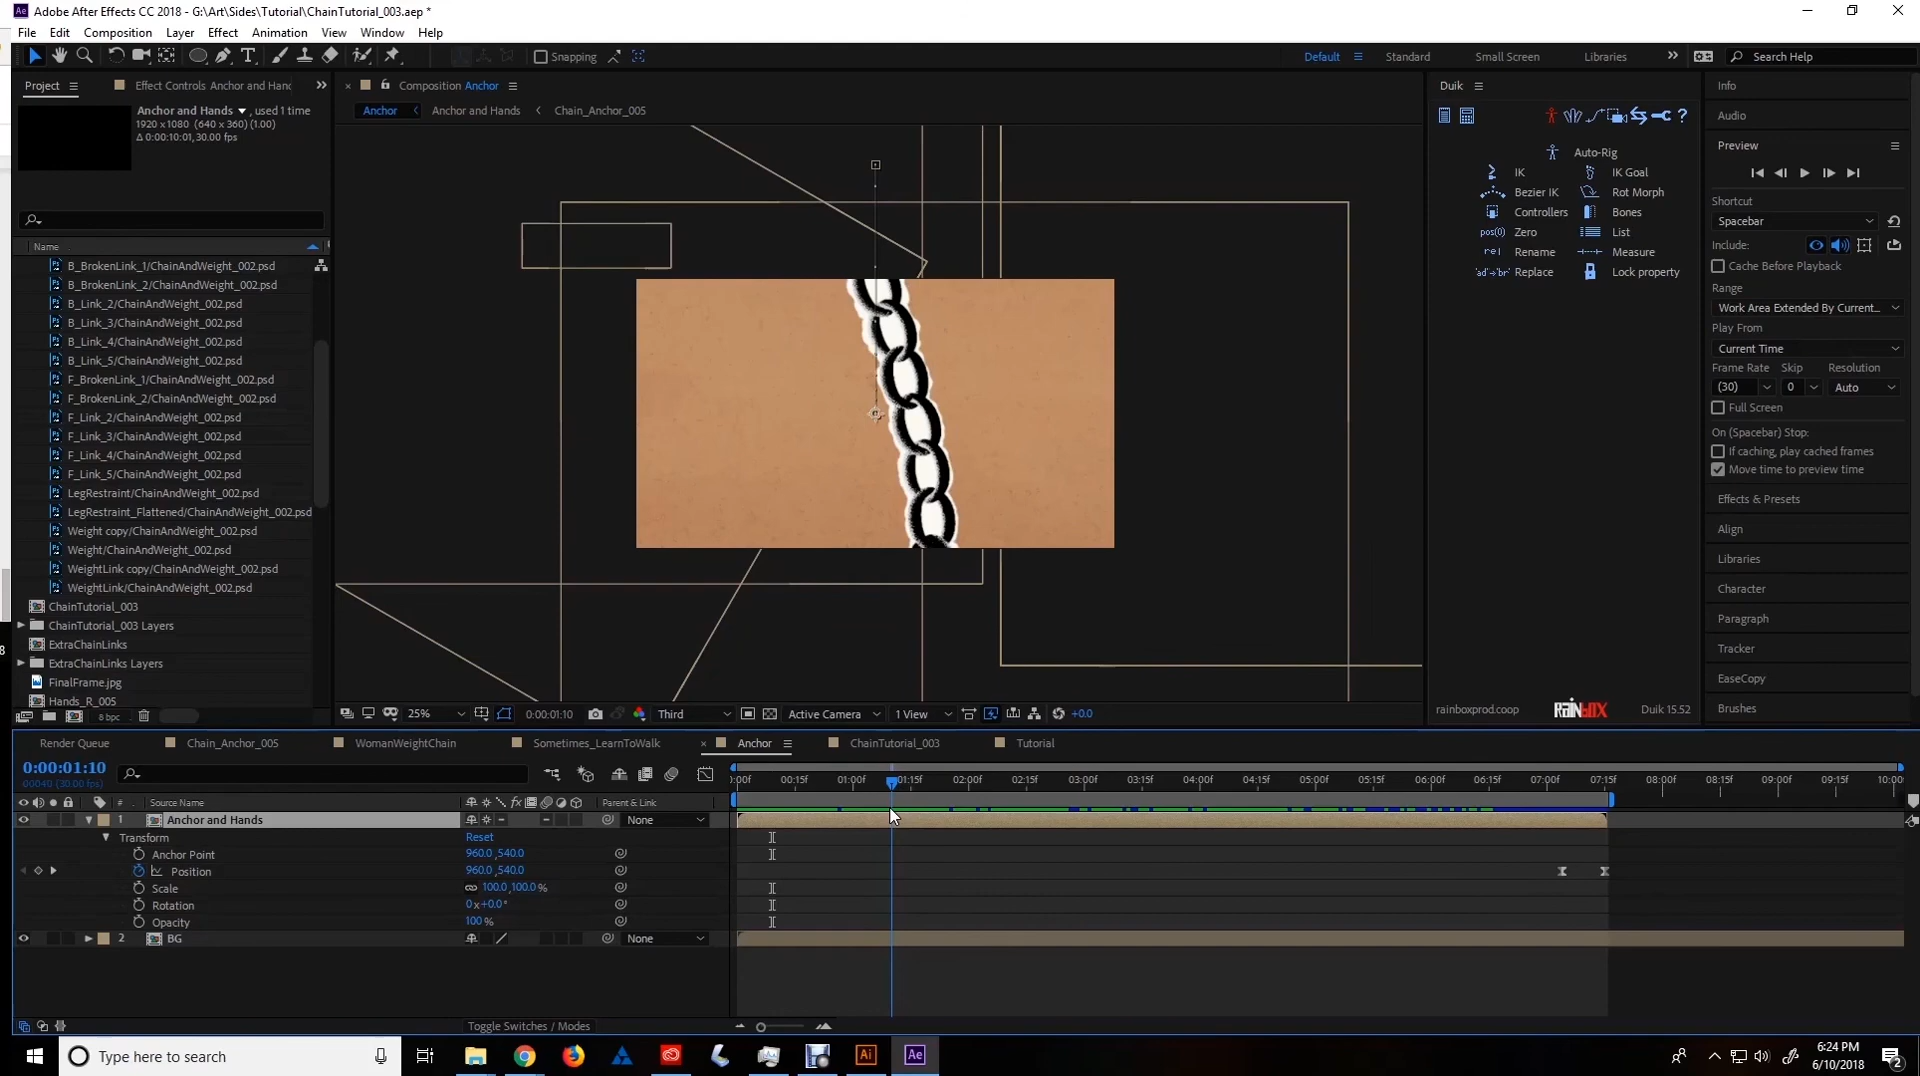 Adobe After Effects CC 2018 - G:\Art\Sides\Tutorial\ChainTutorial_003.aep *
File Edit Composition Layer Effect Animation View Window Help
Snapping
Default Standard Small Screen Libraries Search Help
Project Effect Controls Anchor and Hand
Composition Anchor
Duik
Info
Anchor and Hands , used 1 time
1920 x 1080 (640 x 360) (1.00)
Δ 0:00:10:01, 30.00 fps
Anchor Anchor and Hands Chain_Anchor_005
Audio
Preview
Auto-Rig
IK IK Goal
Bezier IK Rot Morph
Controllers Bones
Zero List
Rename Measure
Replace Lock property
Shortcut
Spacebar
Include:
Cache Before Playback
Range
Work Area Extended By Current...
Play From
Current Time
Frame Rate Skip Resolution
(30) 0 Auto
Full Screen
On (Spacebar) Stop:
If caching, play cached frames
Move time to preview time
Effects & Presets
Align
Libraries
Character
Paragraph
Tracker
EaseCopy
Brushes
Name
B_BrokenLink_1/ChainAndWeight_002.psd
B_BrokenLink_2/ChainAndWeight_002.psd
B_Link_2/ChainAndWeight_002.psd
B_Link_3/ChainAndWeight_002.psd
B_Link_4/ChainAndWeight_002.psd
B_Link_5/ChainAndWeight_002.psd
F_BrokenLink_1/ChainAndWeight_002.psd
F_BrokenLink_2/ChainAndWeight_002.psd
F_Link_2/ChainAndWeight_002.psd
F_Link_3/ChainAndWeight_002.psd
F_Link_4/ChainAndWeight_002.psd
F_Link_5/ChainAndWeight_002.psd
LegRestraint/ChainAndWeight_002.psd
LegRestraint_Flattened/ChainAndWeight_002.psd
Weight copy/ChainAndWeight_002.psd
Weight/ChainAndWeight_002.psd
WeightLink copy/ChainAndWeight_002.psd
WeightLink/ChainAndWeight_002.psd
ChainTutorial_003
ChainTutorial_003 Layers
ExtraChainLinks
ExtraChainLinks Layers
FinalFrame.jpg
Hands_R_005
8 bpc
25% 0:00:01:10 Third Active Camera 1 View +0.0
rainboxprod.coop RAINBOX Duik 15.52
Render Queue Chain_Anchor_005 WomanWeightChain Sometimes_LearnToWalk Anchor ChainTutorial_003 Tutorial
0:00:01:10
00040 (30.00 fps)
:00f 00:15f 01:00f 01:15f 02:00f 02:15f 03:00f 03:15f 04:00f 04:15f 05:00f 05:15f 06:00f 06:15f 07:00f 07:15f 08:00f 08:15f 09:00f 09:15f 10:00
# Source Name Parent & Link
1 Anchor and Hands None
Transform Reset
Anchor Point 960.0,540.0
Position 960.0,540.0
Scale 100.0,100.0%
Rotation 0x+0.0°
Opacity 100%
2 BG None
Toggle Switches / Modes
Type here to search
Ai Ae
6:24 PM
6/10/2018
2